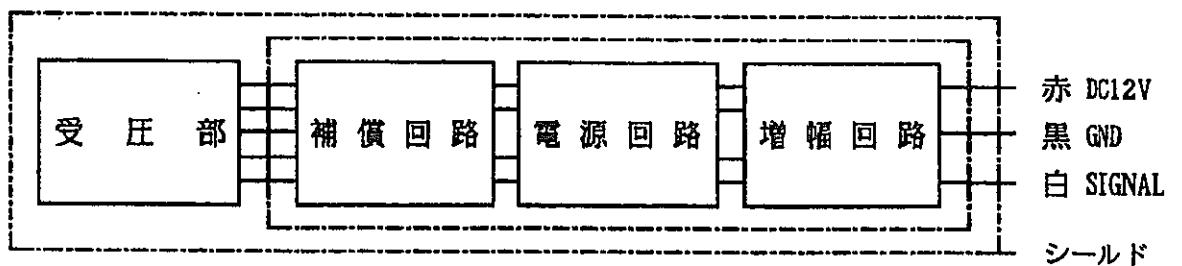 受圧部
補償回路
電源回路
増幅回路
赤 DC12V
黒 GND
白 SIGNAL
シールド